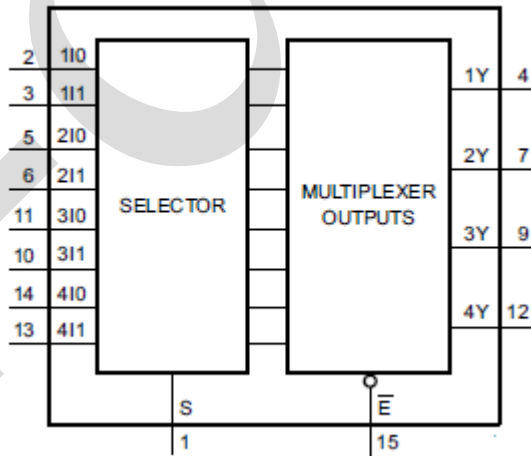 2 1I0
3 1I1
5 2I0
6 2I1
11 3I0
10 3I1
14 4I0
13 4I1
SELECTOR
MULTIPLEXER
OUTPUTS
1Y 4
2Y 7
3Y 9
4Y 12
S
1
E̅
15